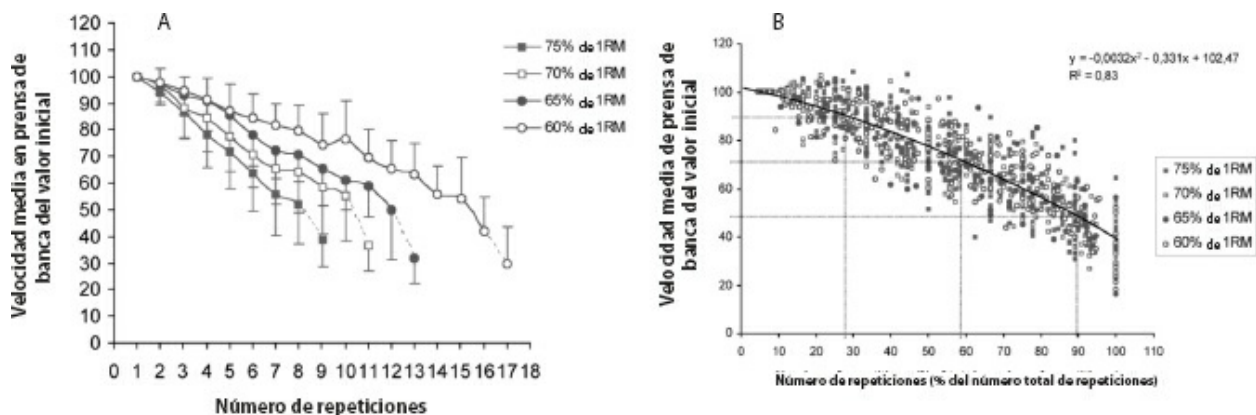 A
Velocidad media en prensa de
banca del valor inicial
120
110
100
90
80
70
60
50
40
30
20
10
0
0 1 2 3 4 5 6 7 8 9 10 11 12 13 14 15 16 17 18
Número de repeticiones
75% de 1RM
70% de 1RM
65% de 1RM
60% de 1RM
B
Velodidad media de prensa de
banca del valor inicial
120
100
80
60
40
20
0
0 10 20 30 40 50 60 70 80 90 100 110
Número de repeticiones (% del número total de repeticiones)
y = -0,0032x² - 0,331x + 102,47
R² = 0,83
75% de 1RM
70% de 1RM
65% de 1RM
60% de 1RM